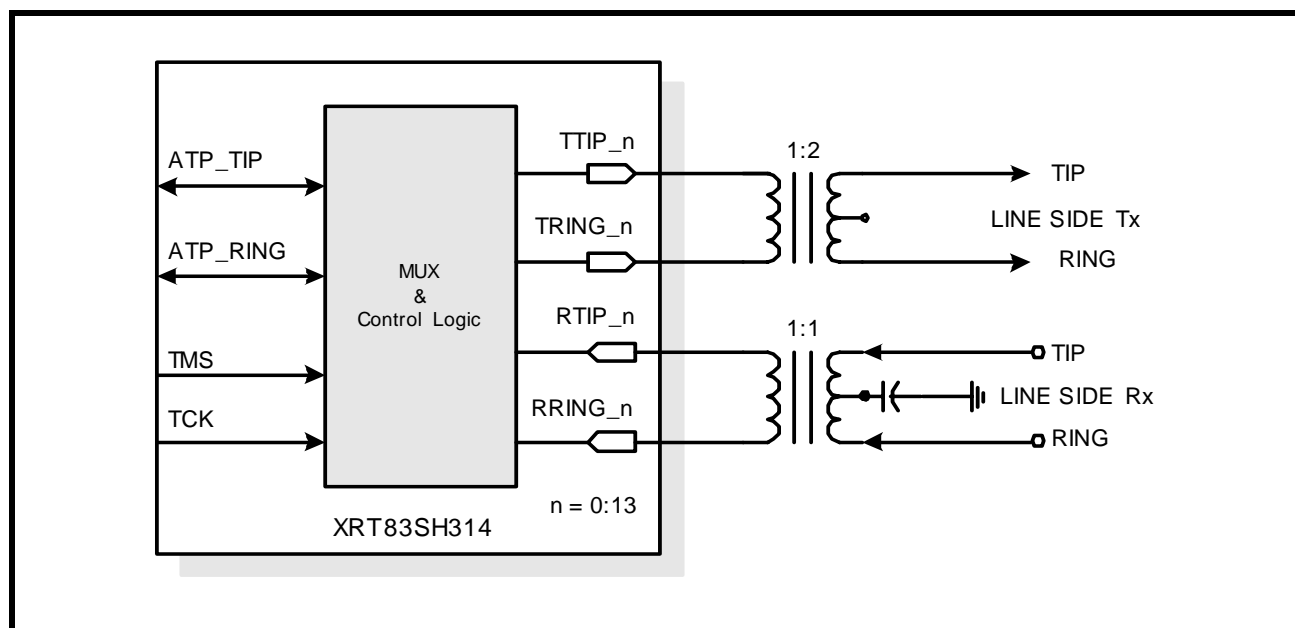 ATP_TIP
ATP_RING
TMS
TCK
MUX
&
Control Logic
TTIP_n
TRING_n
RTIP_n
RRING_n
n = 0:13
XRT83SH314
1:2
TIP
LINE SIDE Tx
RING
1:1
TIP
LINE SIDE Rx
RING